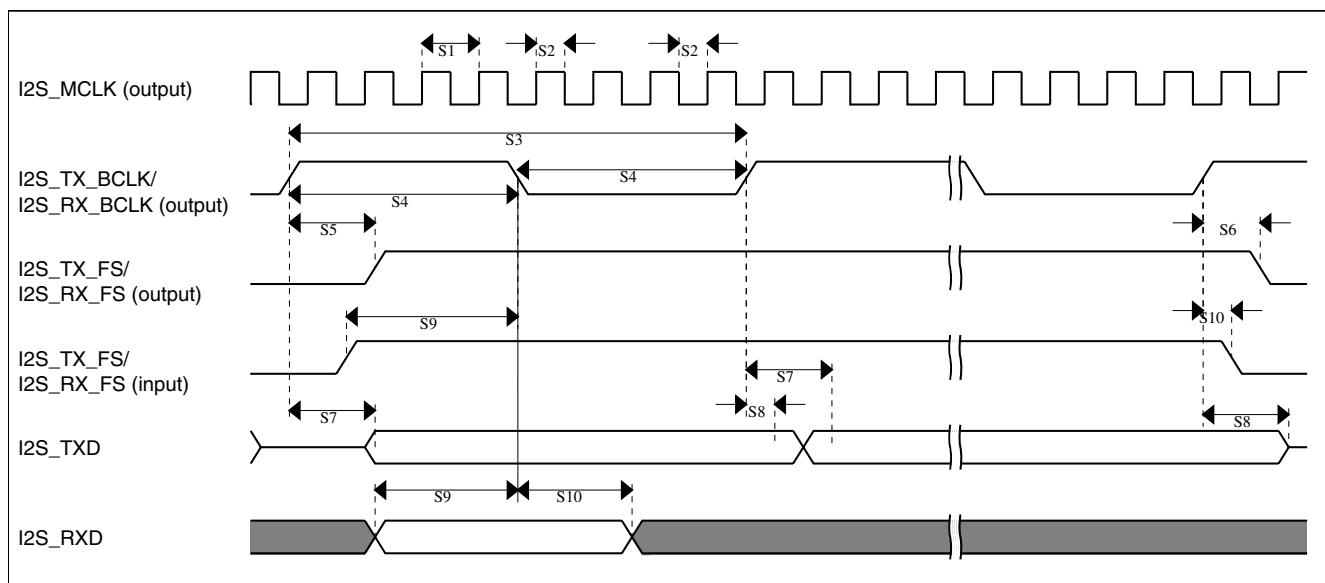 S1
S2
S2
I2S_MCLK (output)
S3
I2S_TX_BCLK/
I2S_RX_BCLK (output)
S4
S4
S5
S6
I2S_TX_FS/
I2S_RX_FS (output)
S9
S10
I2S_TX_FS/
I2S_RX_FS (input)
S7
S7
S8
S8
I2S_TXD
S9
S10
I2S_RXD